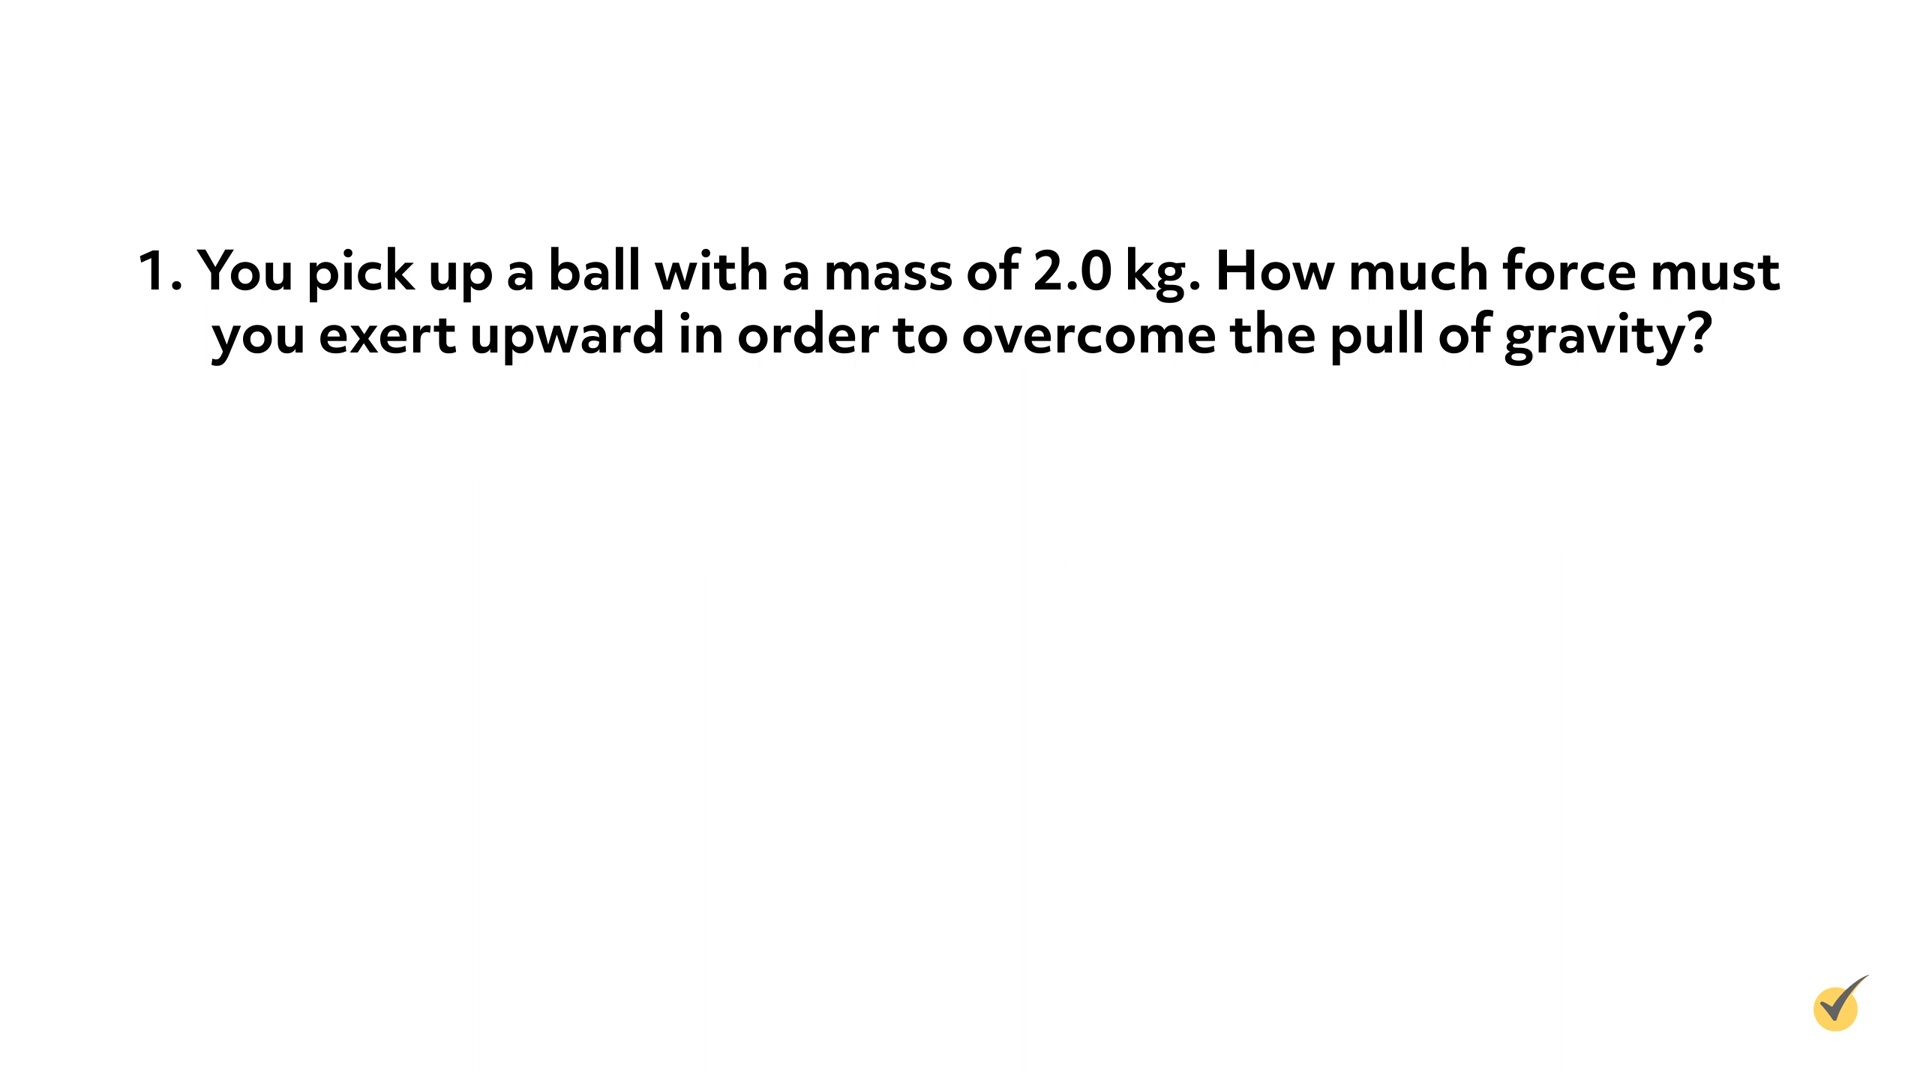 1. You pick up a ball with a mass of 2.0 kg. How much force must
you exert upward in order to overcome the pull of gravity?